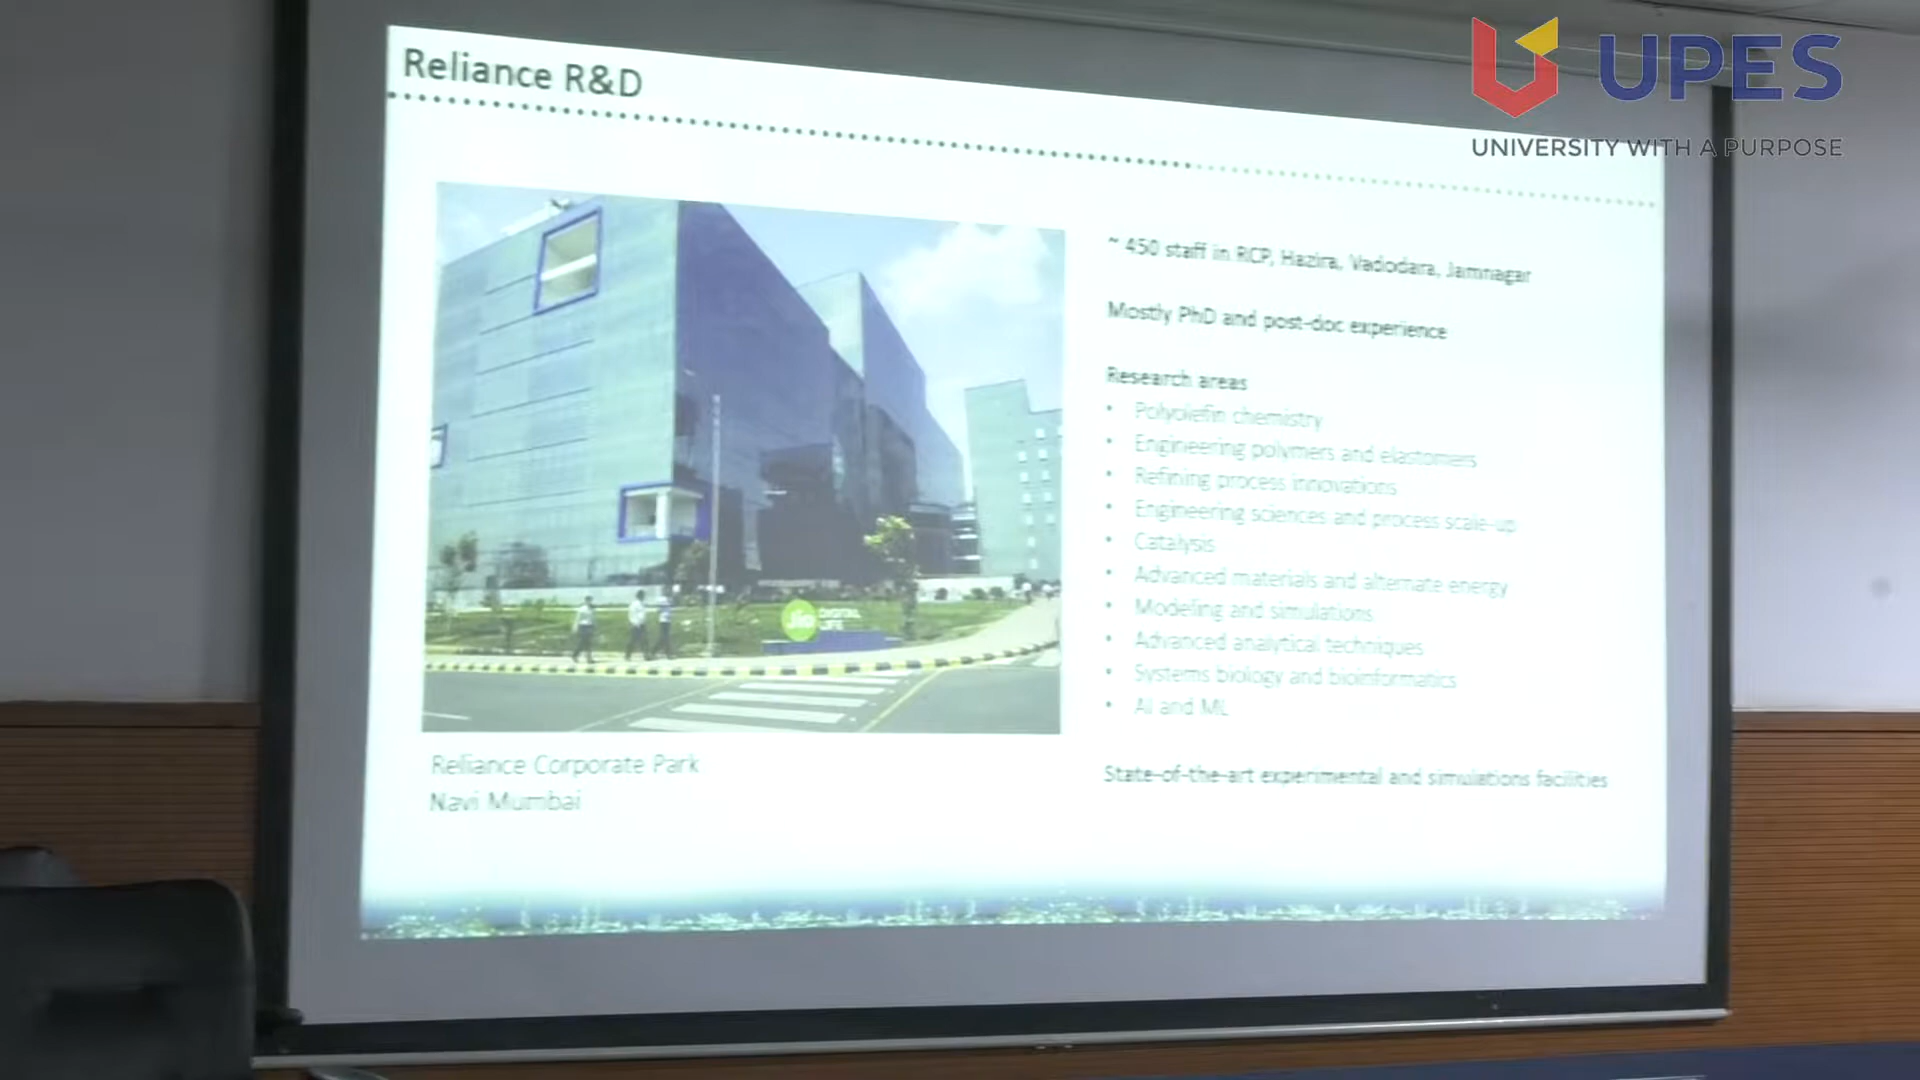 Reliance R&D
UPES
UNIVERSITY WITH A PURPOSE
~ 450 staff in RCP, Hazira, Vadodara, Jamnagar
Mostly PhD and post-doc experience
Research areas
• Polyolefin chemistry
• Engineering polymers and elastomers
• Refining process innovations
• Engineering sciences and process scale-up
• Catalysis
• Advanced materials and alternate energy
• Modeling and simulations
• Advanced analytical techniques
• Systems biology and bioinformatics
• AI and ML
State-of-the-art experimental and simulations facilities
Jio DIGITAL
LIFE
Reliance Corporate Park
Navi Mumbai